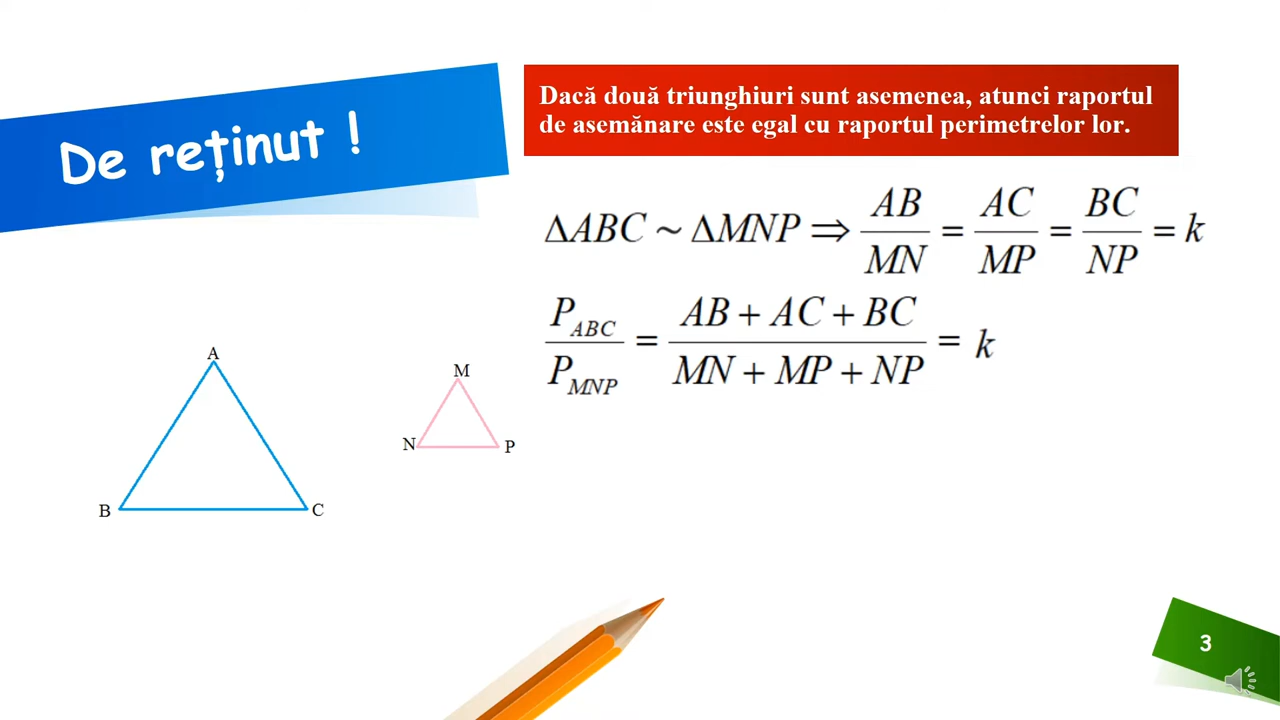 De reținut !
Dacă două triunghiuri sunt asemenea, atunci raportul
de asemănare este egal cu raportul perimetrelor lor.
ΔABC ~ ΔMNP ⇒ AB/MN = AC/MP = BC/NP = k
P_ABC/P_MNP = (AB + AC + BC)/(MN + MP + NP) = k
A
B
C
M
N
P
3